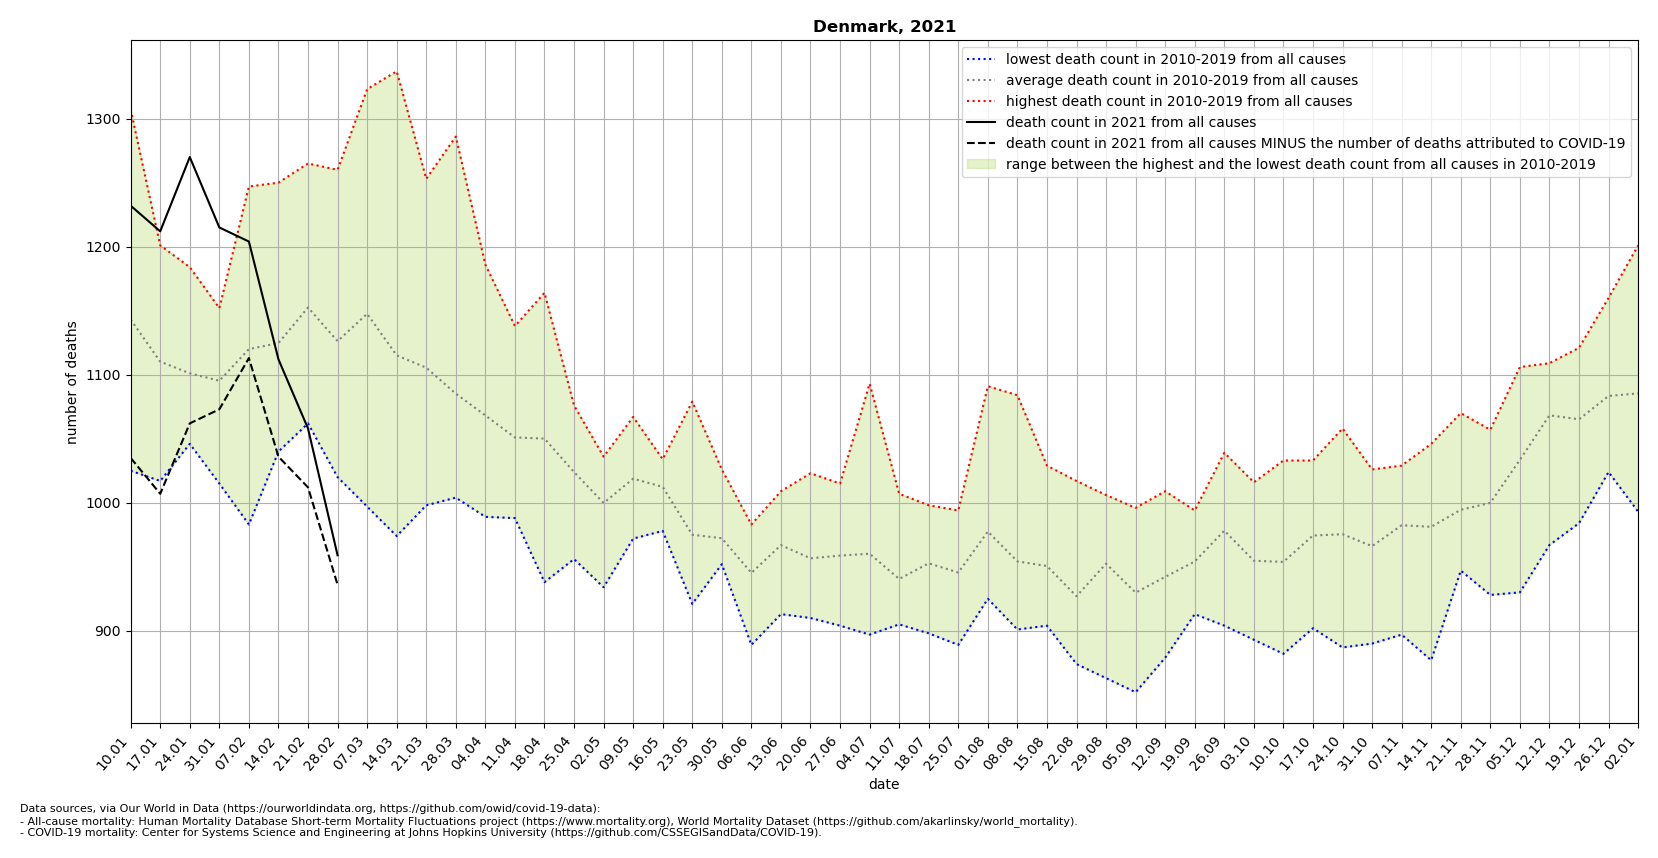 Denmark, 2021
lowest death count in 2010-2019 from all causes
average death count in 2010-2019 from all causes
highest death count in 2010-2019 from all causes
death count in 2021 from all causes
death count in 2021 from all causes MINUS the number of deaths attributed to COVID-19
range between the highest and the lowest death count from all causes in 2010-2019
number of deaths
1300
1200
1100
1000
900
10.01 17.01 24.01 31.01 07.02 14.02 21.02 28.02 07.03 14.03 21.03 28.03 04.04 11.04 18.04 25.04 02.05 09.05 16.05 23.05 30.05 06.06 13.06 20.06 27.06 04.07 11.07 18.07 25.07 01.08 08.08 15.08 22.08 29.08 05.09 12.09 19.09 26.09 03.10 10.10 17.10 24.10 31.10 07.11 14.11 21.11 28.11 05.12 12.12 19.12 26.12 02.01
date
Data sources, via Our World in Data (https://ourworldindata.org, https://github.com/owid/covid-19-data):
- All-cause mortality: Human Mortality Database Short-term Mortality Fluctuations project (https://www.mortality.org), World Mortality Dataset (https://github.com/akarlinsky/world_mortality).
- COVID-19 mortality: Center for Systems Science and Engineering at Johns Hopkins University (https://github.com/CSSEGISandData/COVID-19).